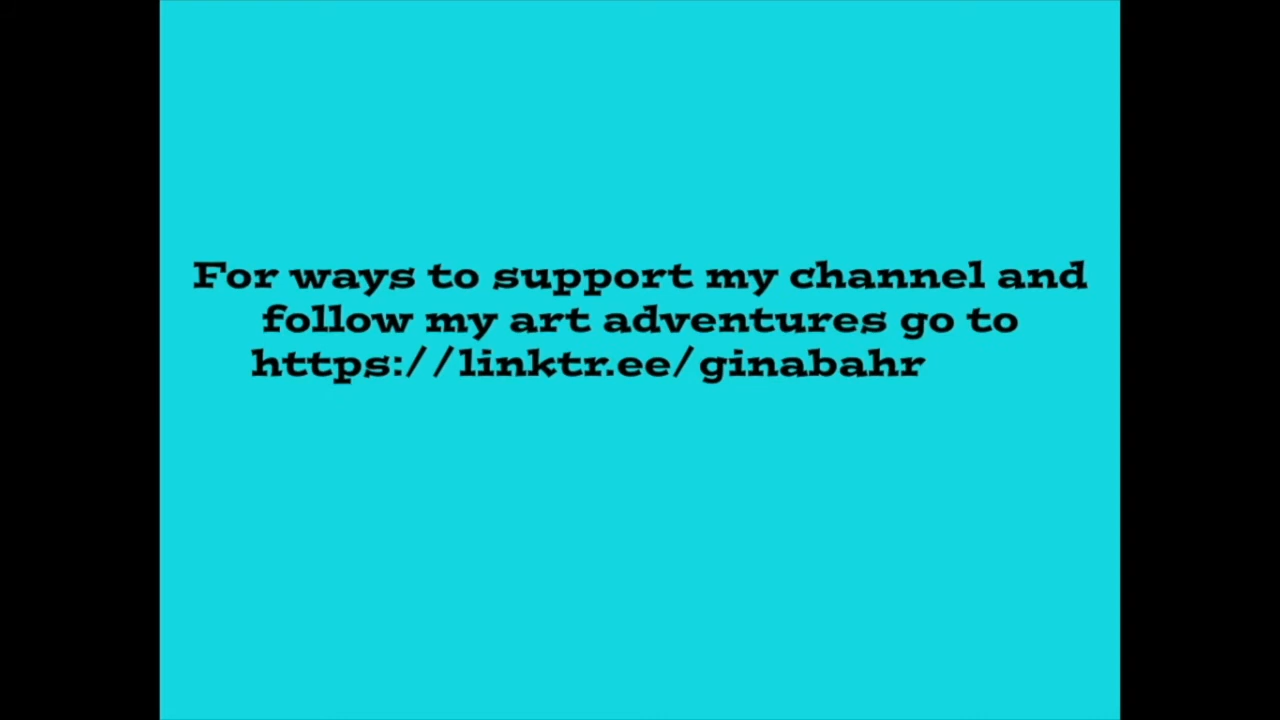 For ways to support my channel and
follow my art adventures go to
https://linktr.ee/ginabahr